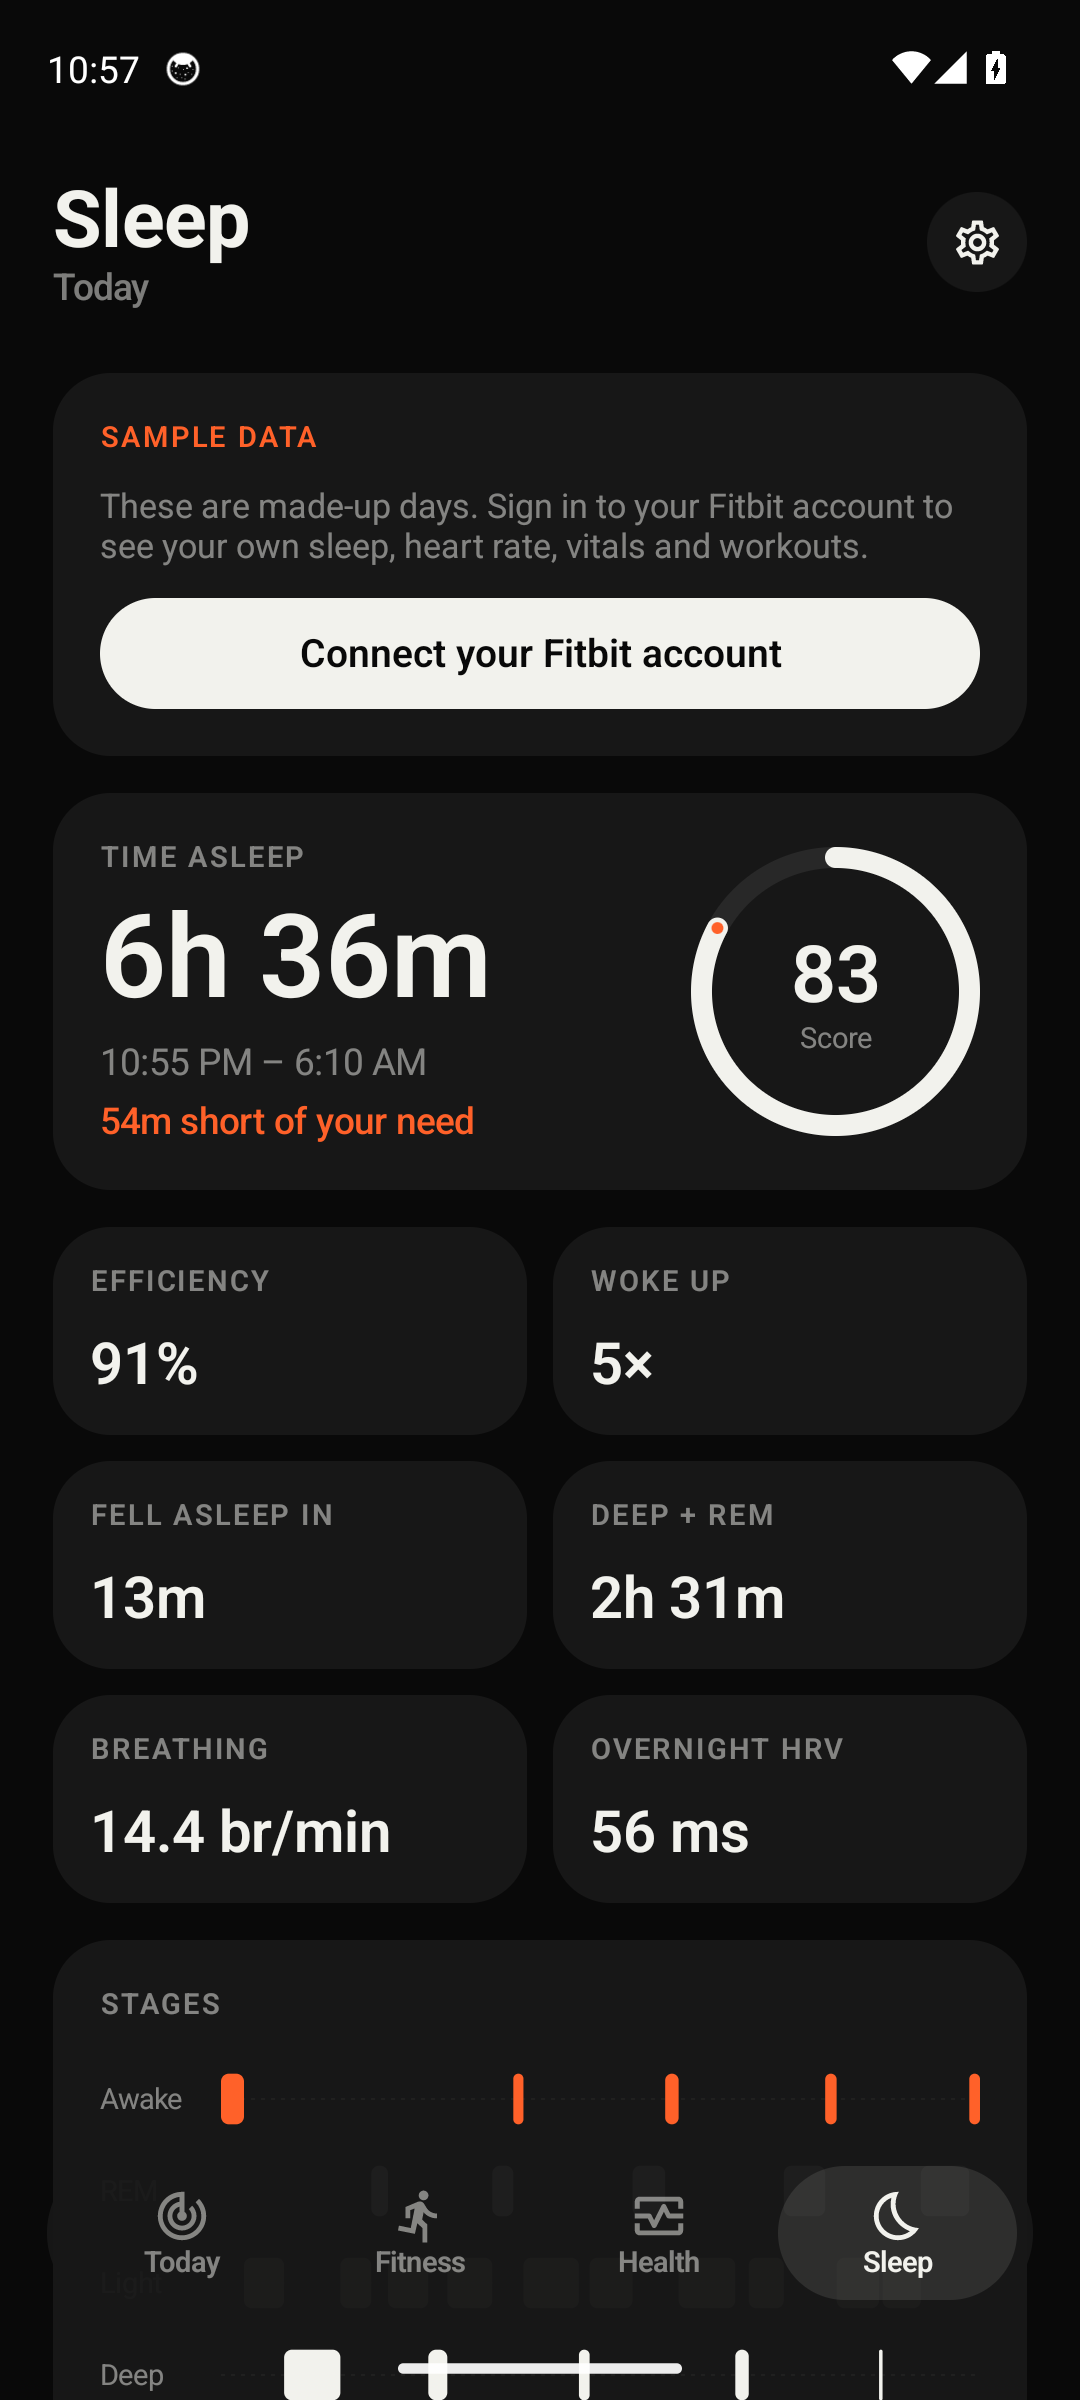 10:57
Sleep
Today
SAMPLE DATA
These are made-up days. Sign in to your Fitbit account to
see your own sleep, heart rate, vitals and workouts.
Connect your Fitbit account
TIME ASLEEP
6h 36m
10:55 PM – 6:10 AM
54m short of your need
83
Score
EFFICIENCY
91%
WOKE UP
5×
FELL ASLEEP IN
13m
DEEP + REM
2h 31m
BREATHING
14.4 br/min
OVERNIGHT HRV
56 ms
STAGES
Awake
REM
Light
Today
Fitness
Health
Sleep
Deep